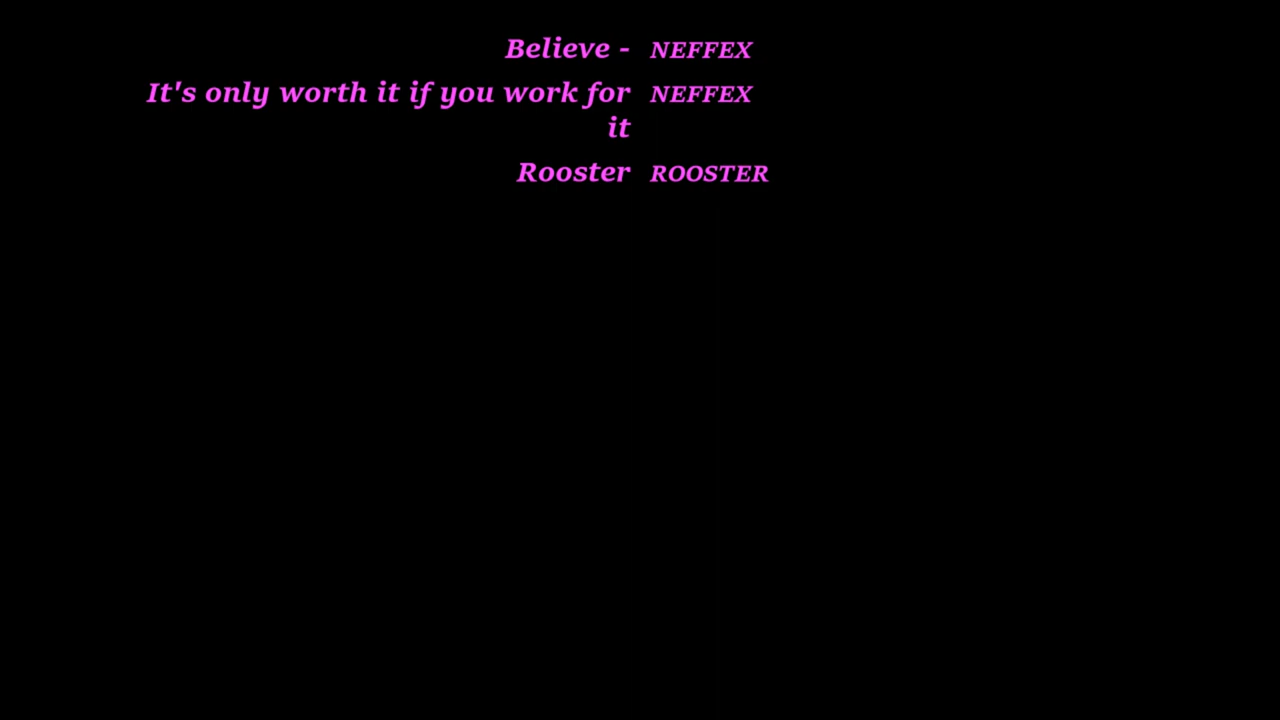 Believe - NEFFEX
It's only worth it if you work for NEFFEX
it
Rooster ROOSTER